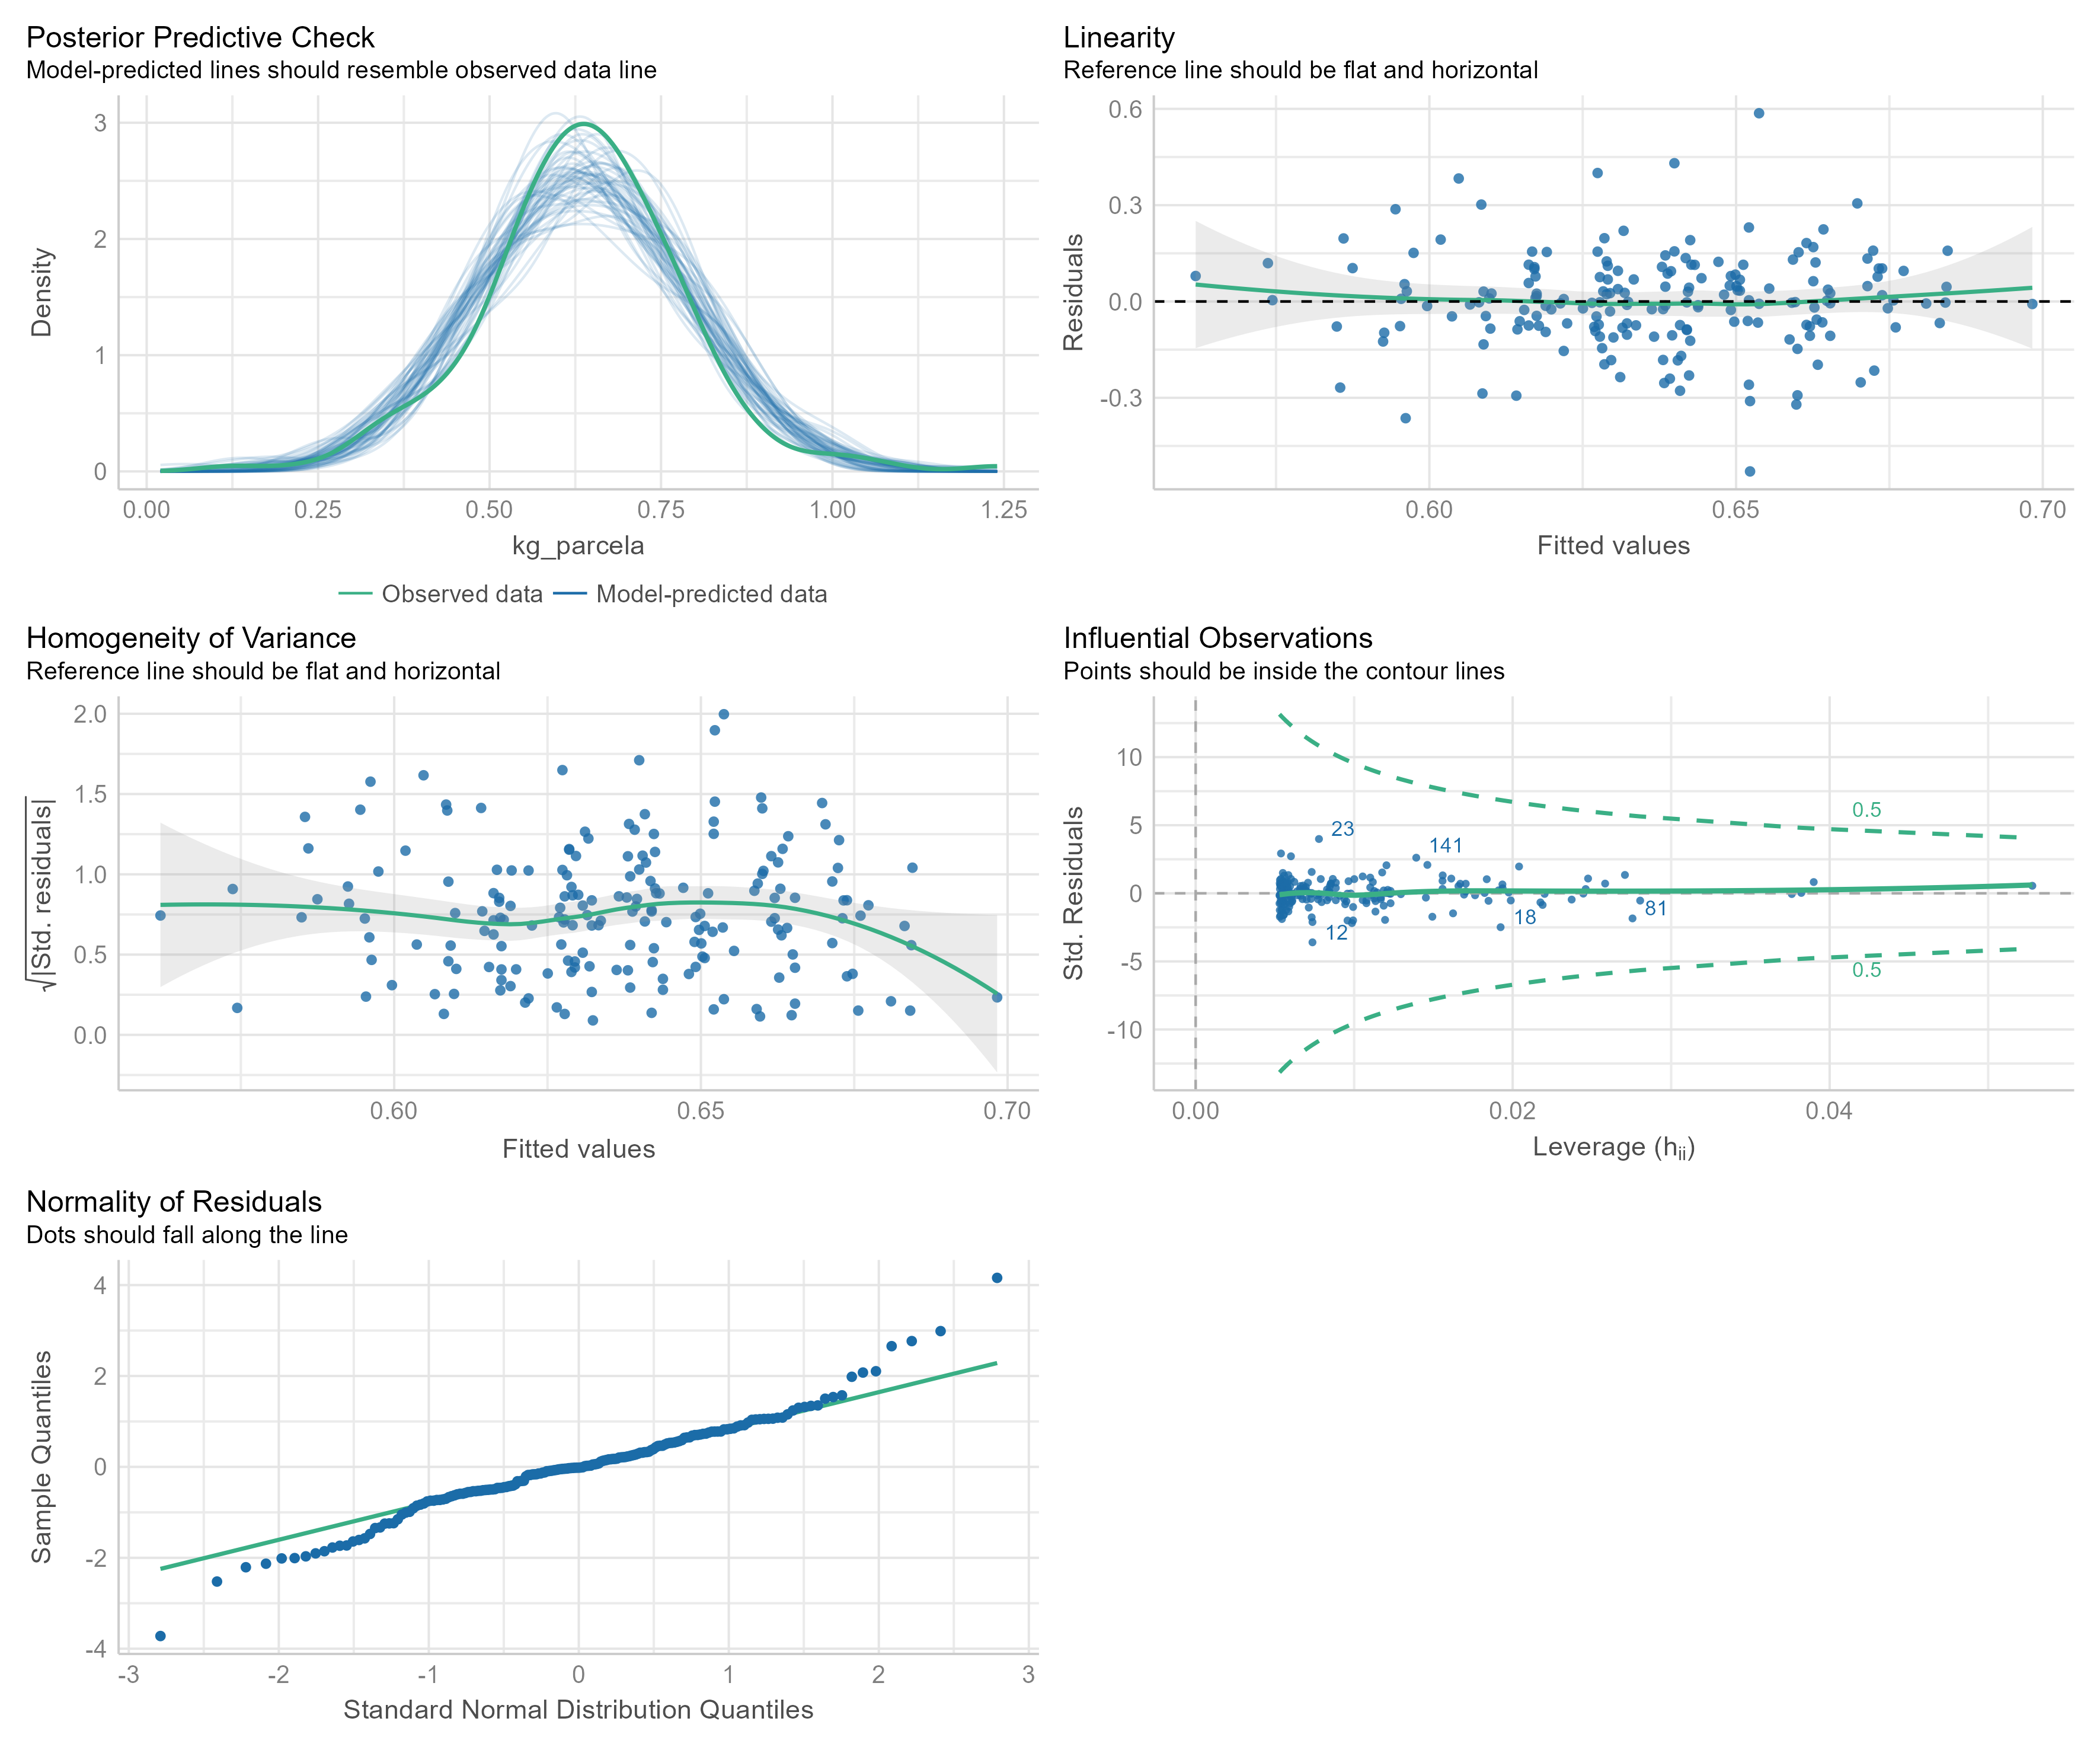 Posterior Predictive Check
Model-predicted lines should resemble observed data line
Density
3
2
1
0
0.00 0.25 0.50 0.75 1.00 1.25
kg_parcela
Observed data Model-predicted data
Linearity
Reference line should be flat and horizontal
Residuals
0.6
0.3
0.0
-0.3
0.60 0.65 0.70
Fitted values
Homogeneity of Variance
Reference line should be flat and horizontal
√|Std. residuals|
2.0
1.5
1.0
0.5
0.0
0.60 0.65 0.70
Fitted values
Influential Observations
Points should be inside the contour lines
Std. Residuals
10
5
0
-5
-10
0.5
23
141
81
18
12
0.5
0.00 0.02 0.04
Leverage (hii)
Normality of Residuals
Dots should fall along the line
Sample Quantiles
4
2
0
-2
-4
-3 -2 -1 0 1 2 3
Standard Normal Distribution Quantiles